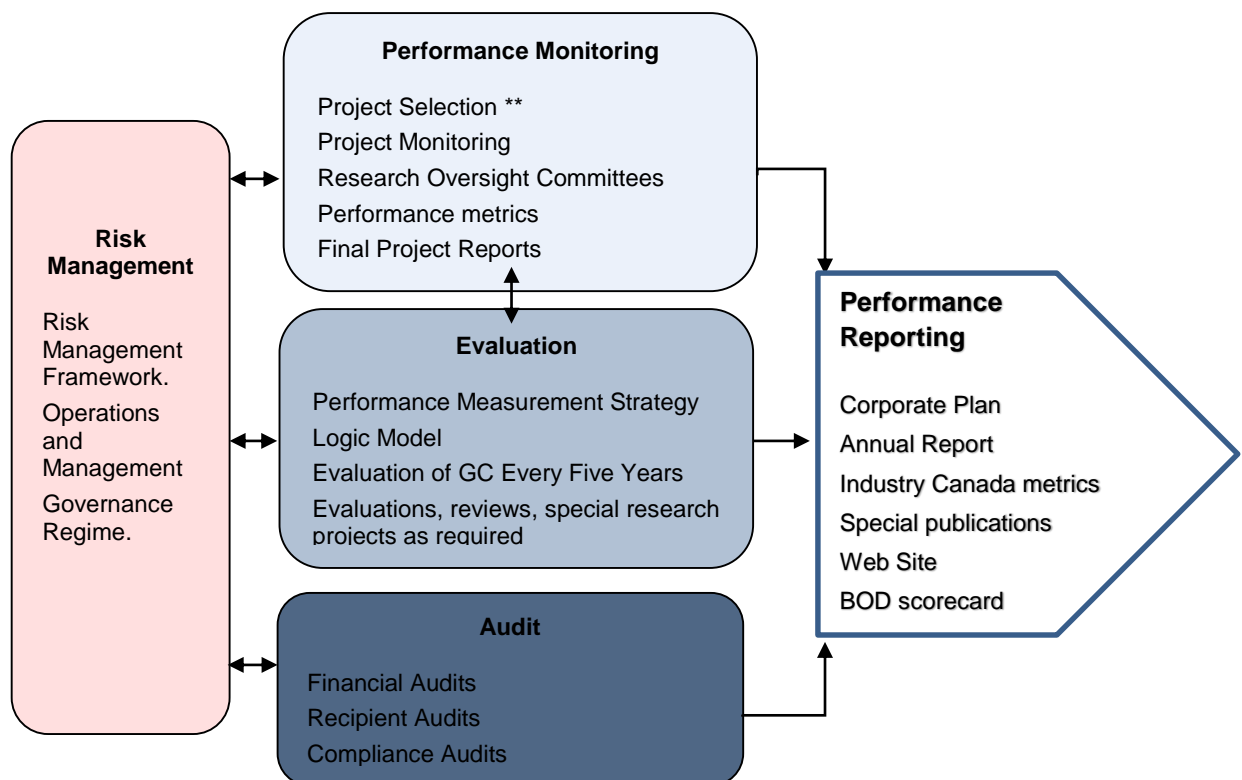 Performance Monitoring
Project Selection **
Project Monitoring
Research Oversight Committees
Performance metrics
Final Project Reports
Risk
Management
Risk
Management
Framework.
Operations
and
Management
Governance
Regime.
Evaluation
Performance Measurement Strategy
Logic Model
Evaluation of GC Every Five Years
Evaluations, reviews, special research
projects as required
Audit
Financial Audits
Recipient Audits
Compliance Audits
Performance
Reporting
Corporate Plan
Annual Report
Industry Canada metrics
Special publications
Web Site
BOD scorecard